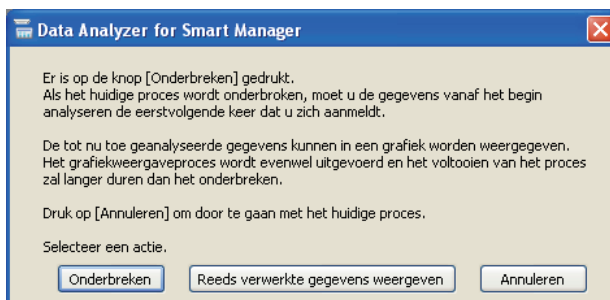 Data Analyzer for Smart Manager
Er is op de knop [Onderbreken] gedrukt.
Als het huidige proces wordt onderbroken, moet u de gegevens vanaf het begin
analyseren de eerstvolgende keer dat u zich aanmeldt.
De tot nu toe geanalyseerde gegevens kunnen in een grafiek worden weergegeven.
Het grafiekweergaveproces wordt evenwel uitgevoerd en het voltooien van het proces
zal langer duren dan het onderbreken.
Druk op [Annuleren] om door te gaan met het huidige proces.
Selecteer een actie.
Onderbreken Reeds verwerkte gegevens weergeven Annuleren